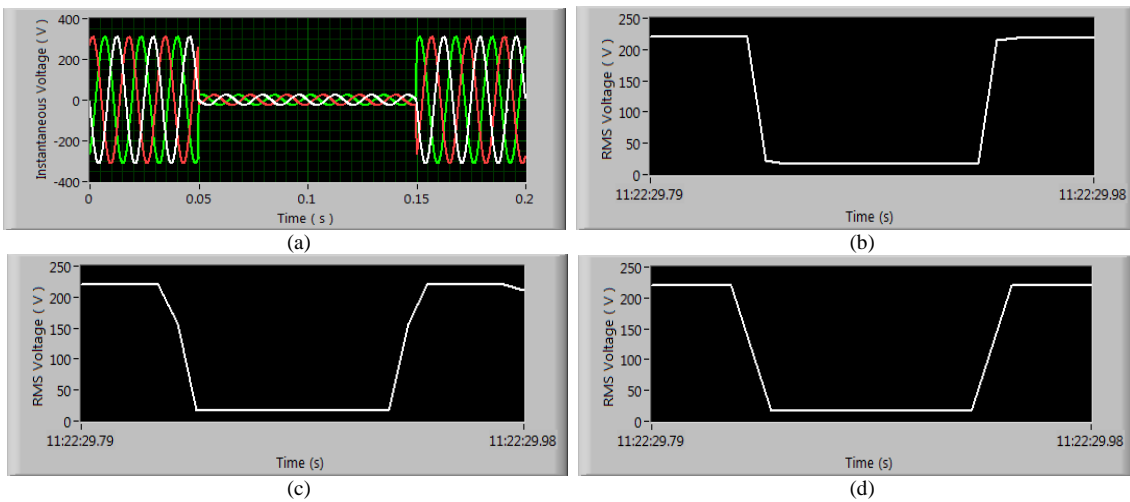 400
200
0
-200
-400
Instantaneous Voltage ( V )
0
0.05
0.1
0.15
0.2
Time ( s )
(a)
250
200
150
100
50
0
RMS Voltage ( V )
11:22:29.79
11:22:29.98
Time (s)
(b)
250
200
150
100
50
0
RMS Voltage ( V )
11:22:29.79
11:22:29.98
Time (s)
(c)
250
200
150
100
50
0
RMS Voltage ( V )
11:22:29.79
11:22:29.98
Time (s)
(d)